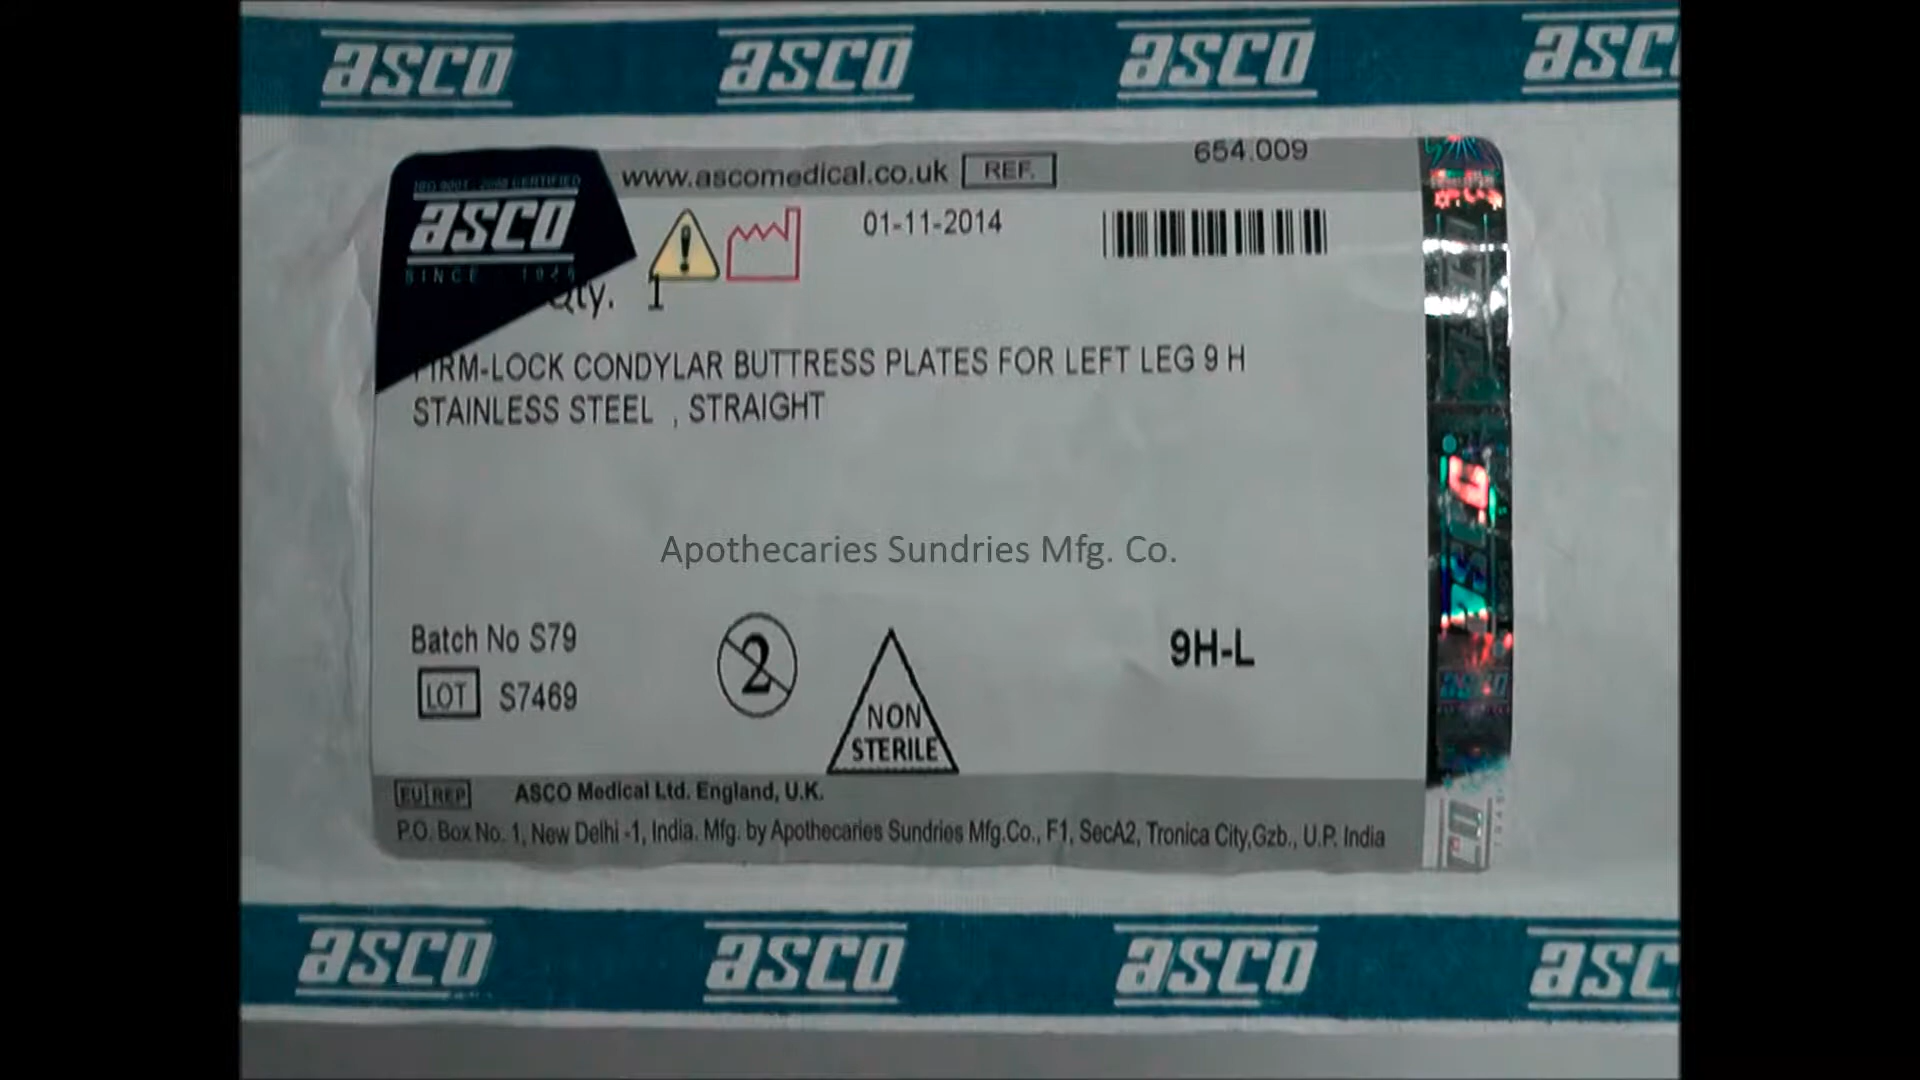 asco asco asco asc
ISO 9001 : 2008 CERTIFIED
asco
SINCE
www.ascomedical.co.uk REF. 654.009
01-11-2014
Qty. 1
FIRM-LOCK CONDYLAR BUTTRESS PLATES FOR LEFT LEG 9 H
STAINLESS STEEL , STRAIGHT
Apothecaries Sundries Mfg. Co.
Batch No S79
LOT S7469
2
NON
STERILE
9H-L
asco
EU REP ASCO Medical Ltd. England, U.K.
P.O. Box No. 1, New Delhi -1, India. Mfg. by Apothecaries Sundries Mfg.Co., F1, SecA2, Tronica City,Gzb., U.P. India
asco asco asco asc